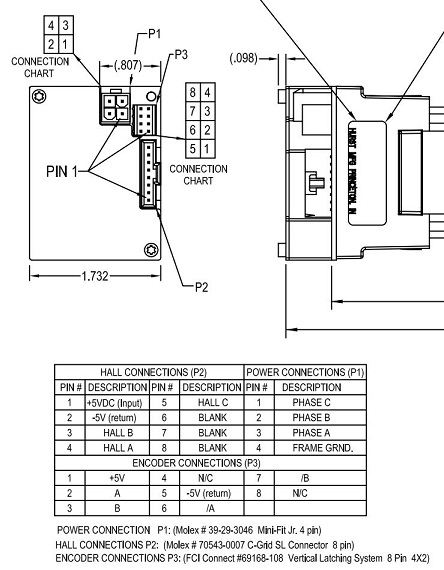 4 3
2 1
CONNECTION
CHART
P1
(.807)
P3
8 4
7 3
6 2
5 1
CONNECTION
CHART
PIN 1
P2
1.732
(.098)
HURST MFG PRINCETON, IN
HALL CONNECTIONS (P2) POWER CONNECTIONS (P1)
PIN # DESCRIPTION PIN # DESCRIPTION PIN # DESCRIPTION
1 +5VDC (Input) 5 HALL C 1 PHASE C
2 -5V (return) 6 BLANK 2 PHASE B
3 HALL B 7 BLANK 3 PHASE A
4 HALL A 8 BLANK 4 FRAME GRND.
ENCODER CONNECTIONS (P3)
1 +5V 4 N/C 7 /B
2 A 5 -5V (return) 8 N/C
3 B 6 /A
POWER CONNECTION P1: (Molex # 39-29-3046 Mini-Fit Jr. 4 pin)
HALL CONNECTIONS P2: (Molex # 70543-0007 C-Grid SL Connector 8 pin)
ENCODER CONNECTIONS P3: (FCI Connect #69168-108 Vertical Latching System 8 Pin 4X2)